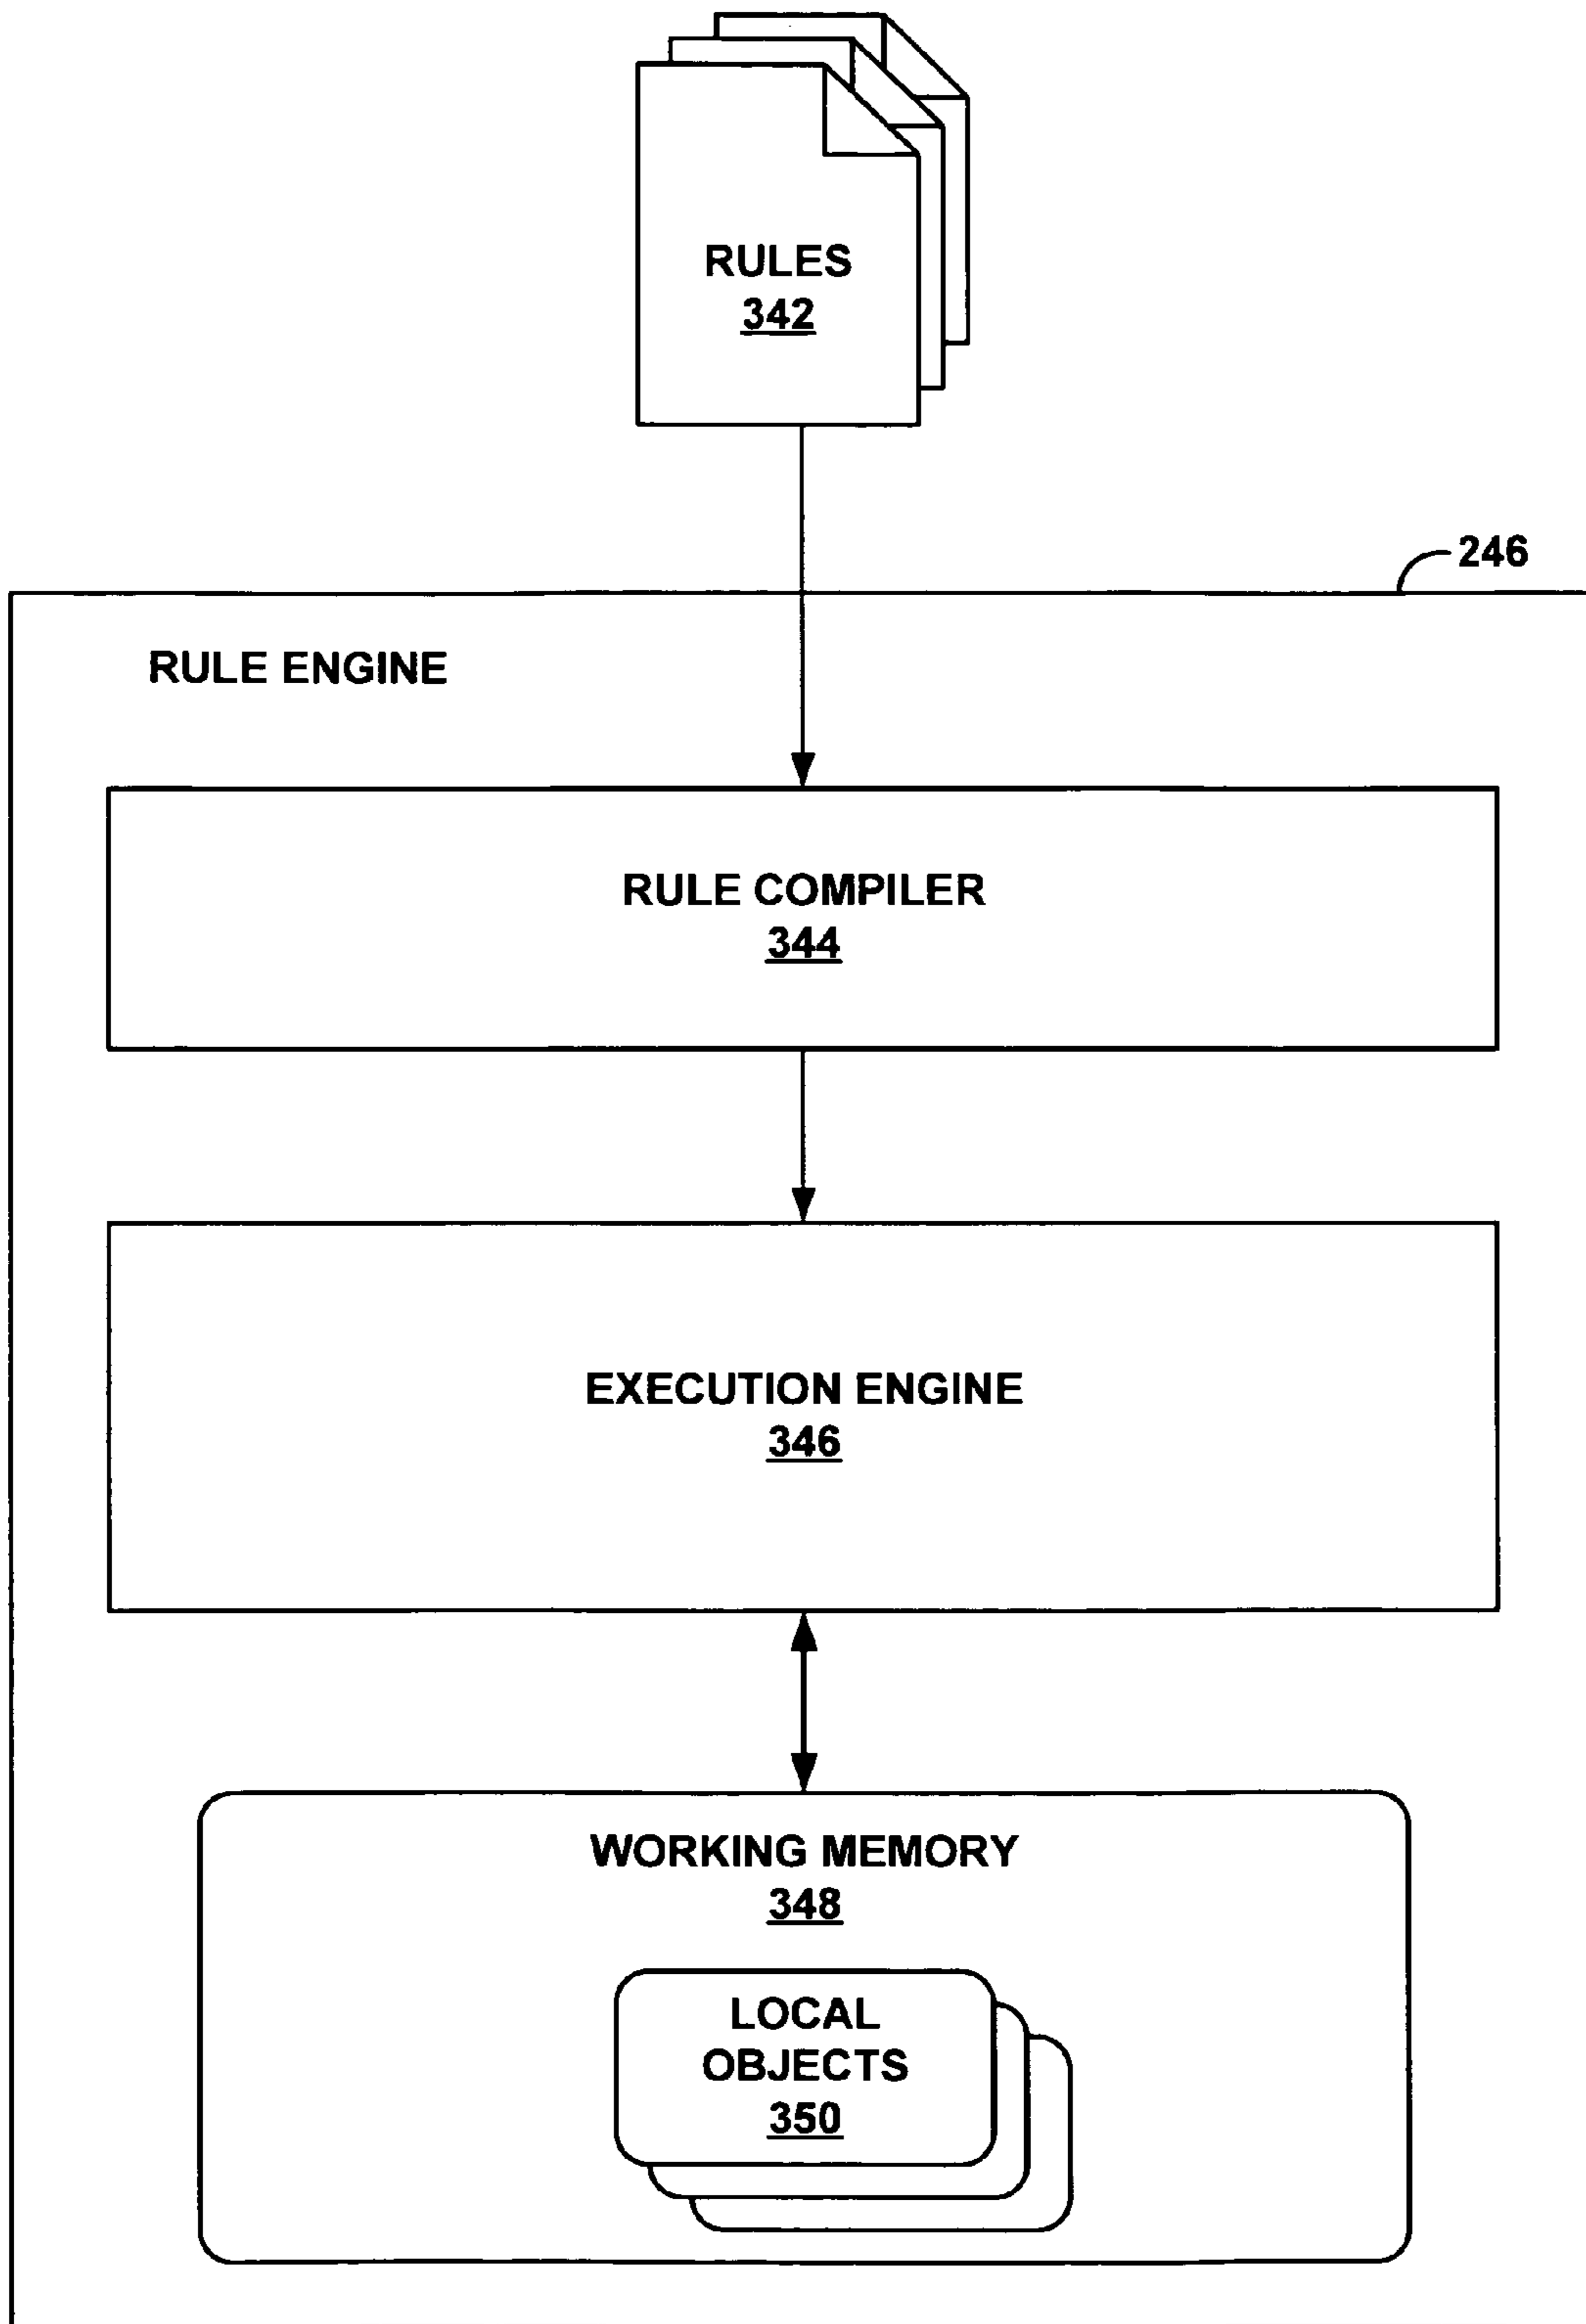 RULES
342
246
RULE ENGINE
RULE COMPILER
344
EXECUTION ENGINE
346
WORKING MEMORY
348
LOCAL
OBJECTS
350